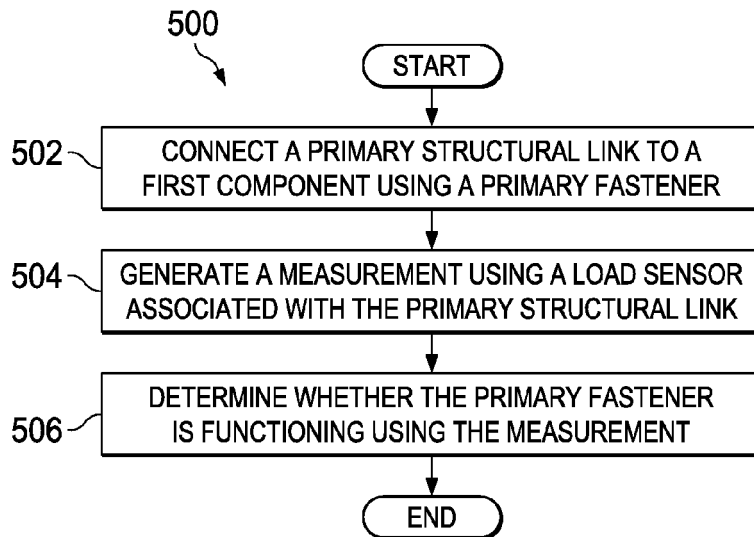 500
START
502
CONNECT A PRIMARY STRUCTURAL LINK TO A
FIRST COMPONENT USING A PRIMARY FASTENER
504
GENERATE A MEASUREMENT USING A LOAD SENSOR
ASSOCIATED WITH THE PRIMARY STRUCTURAL LINK
506
DETERMINE WHETHER THE PRIMARY FASTENER
IS FUNCTIONING USING THE MEASUREMENT
END